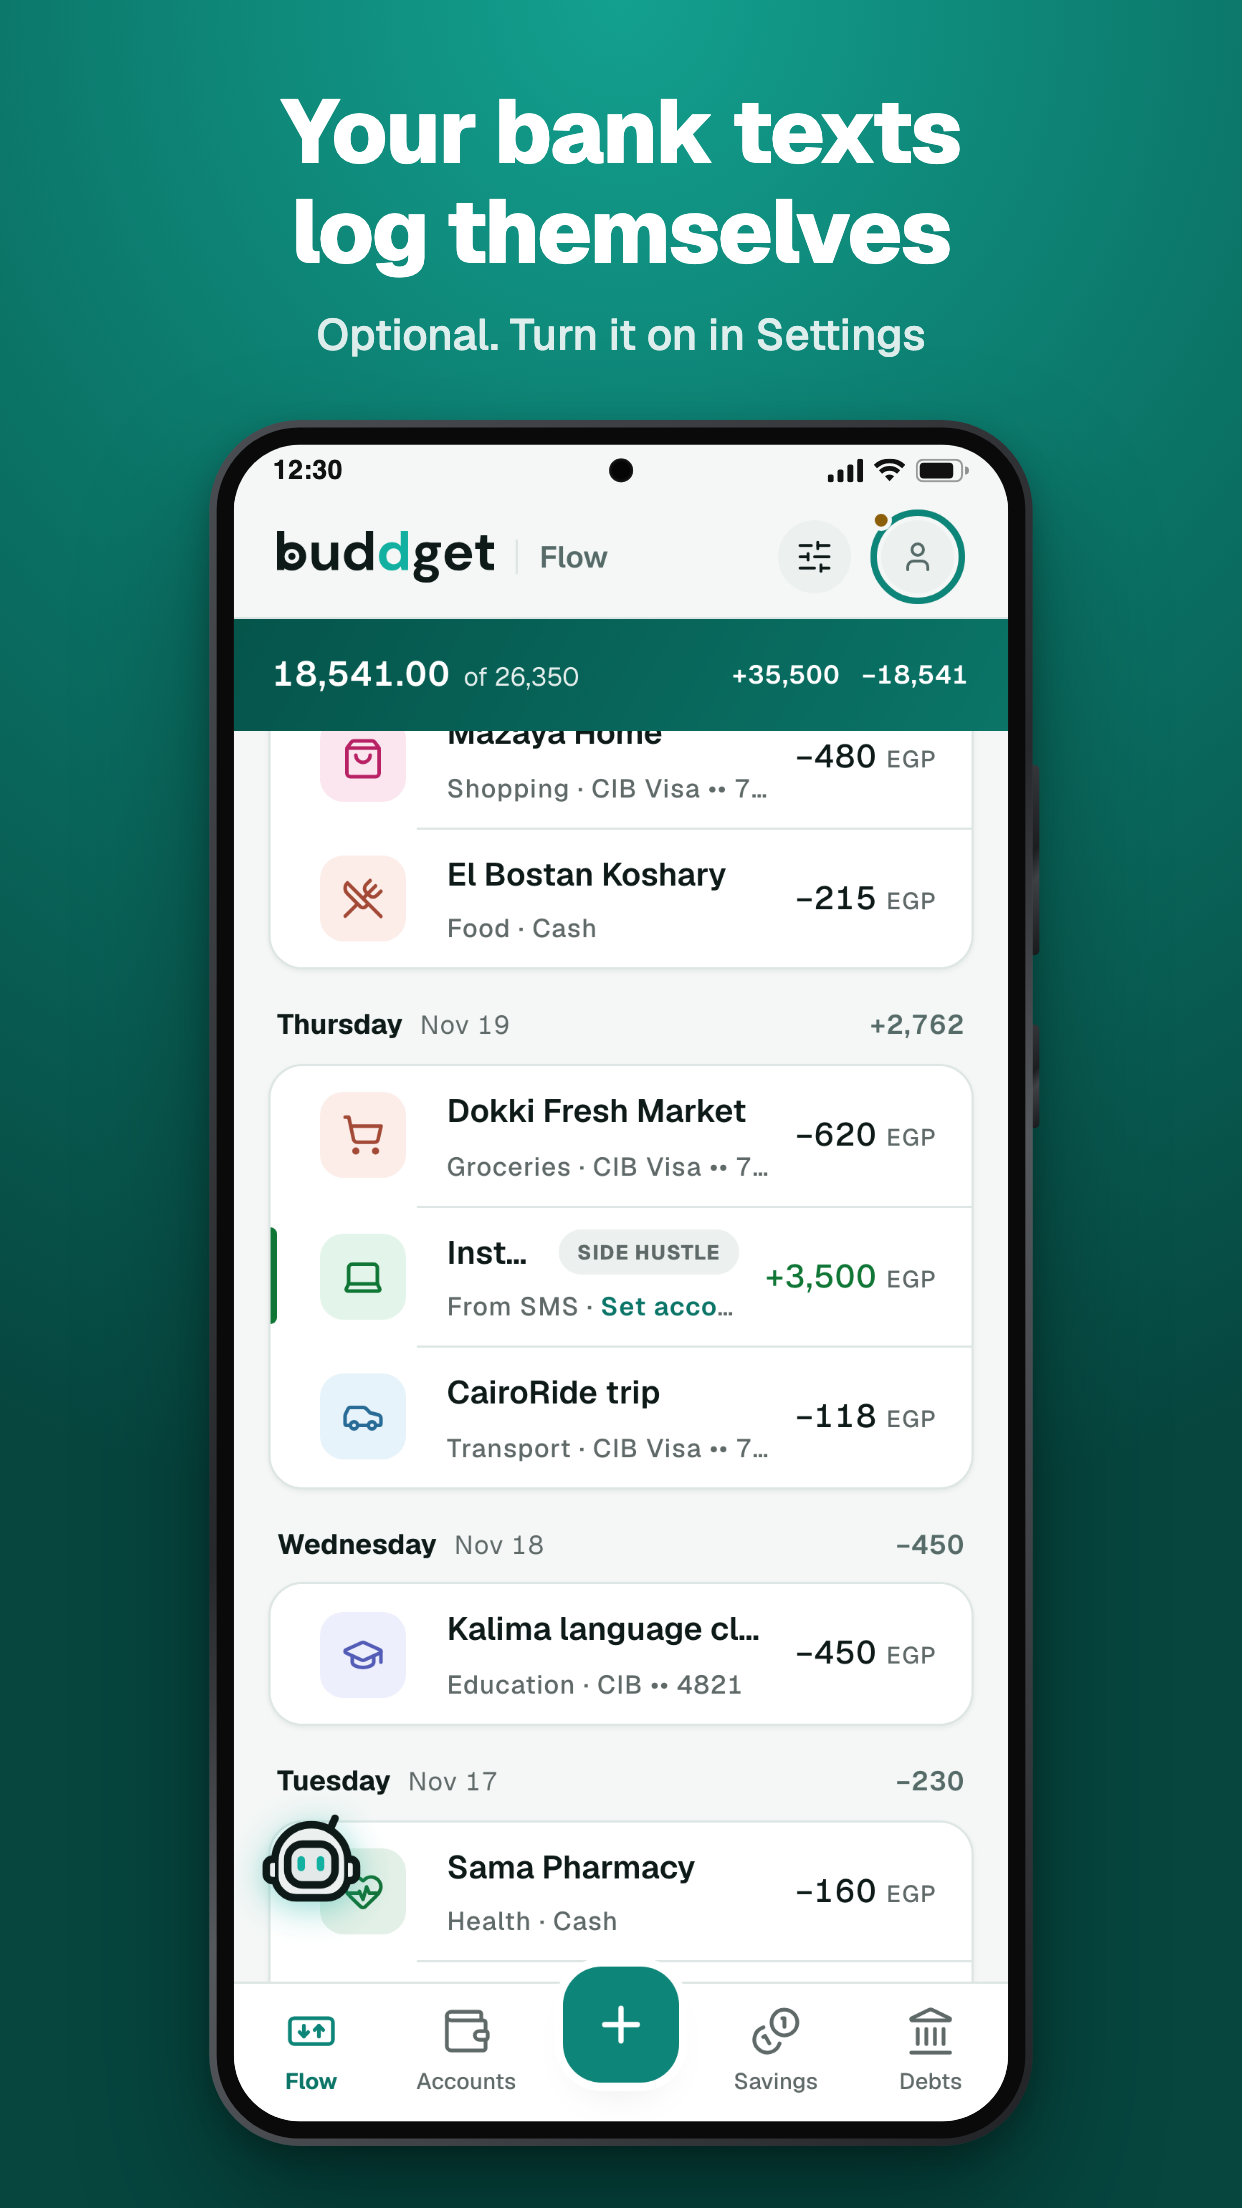 Your bank texts
log themselves
Optional. Turn it on in Settings
12:30
buddget Flow
18,541.00 of 26,350 +35,500 −18,541
Mazaya Home
−480 EGP
Shopping · CIB Visa •• 7...
El Bostan Koshary
−215 EGP
Food · Cash
Thursday Nov 19 +2,762
Dokki Fresh Market
−620 EGP
Groceries · CIB Visa •• 7...
Inst... SIDE HUSTLE
+3,500 EGP
From SMS · Set acco...
CairoRide trip
−118 EGP
Transport · CIB Visa •• 7...
Wednesday Nov 18 −450
Kalima language cl...
−450 EGP
Education · CIB •• 4821
Tuesday Nov 17 −230
Sama Pharmacy
−160 EGP
Health · Cash
Flow Accounts Savings Debts